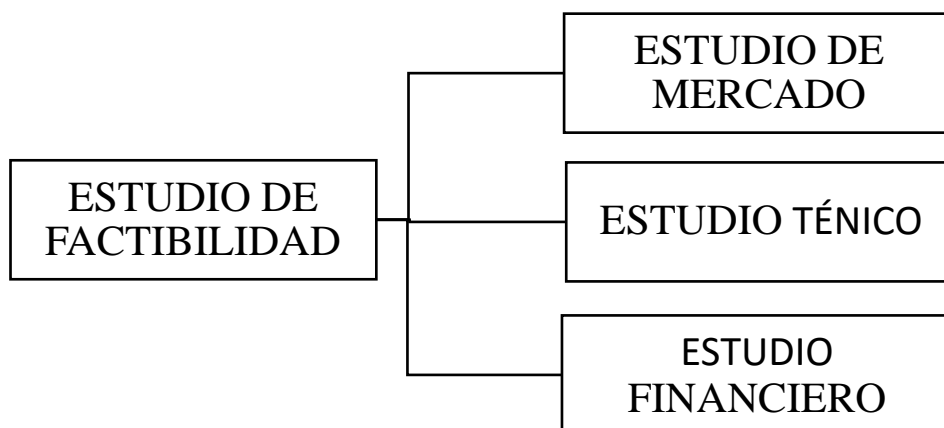 ESTUDIO DE
MERCADO
ESTUDIO DE
FACTIBILIDAD
ESTUDIO TÉNICO
ESTUDIO
FINANCIERO